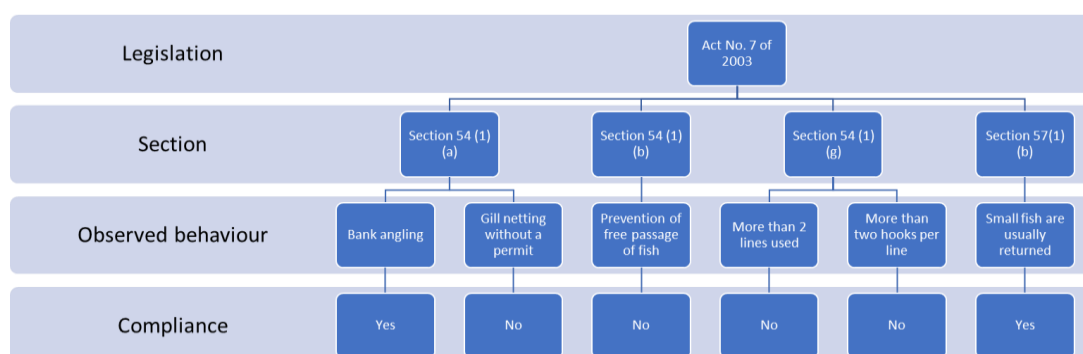 Legislation
Act No. 7 of
2003
Section
Section 54 (1)
(a)
Section 54 (1)
(b)
Section 54 (1)
(g)
Section 57(1)
(b)
Observed behaviour
Bank angling
Gill netting
without a
permit
Prevention of
free passage
of fish
More than 2
lines used
More than
two hooks per
line
Small fish are
usually
returned
Compliance
Yes
No
No
No
No
Yes